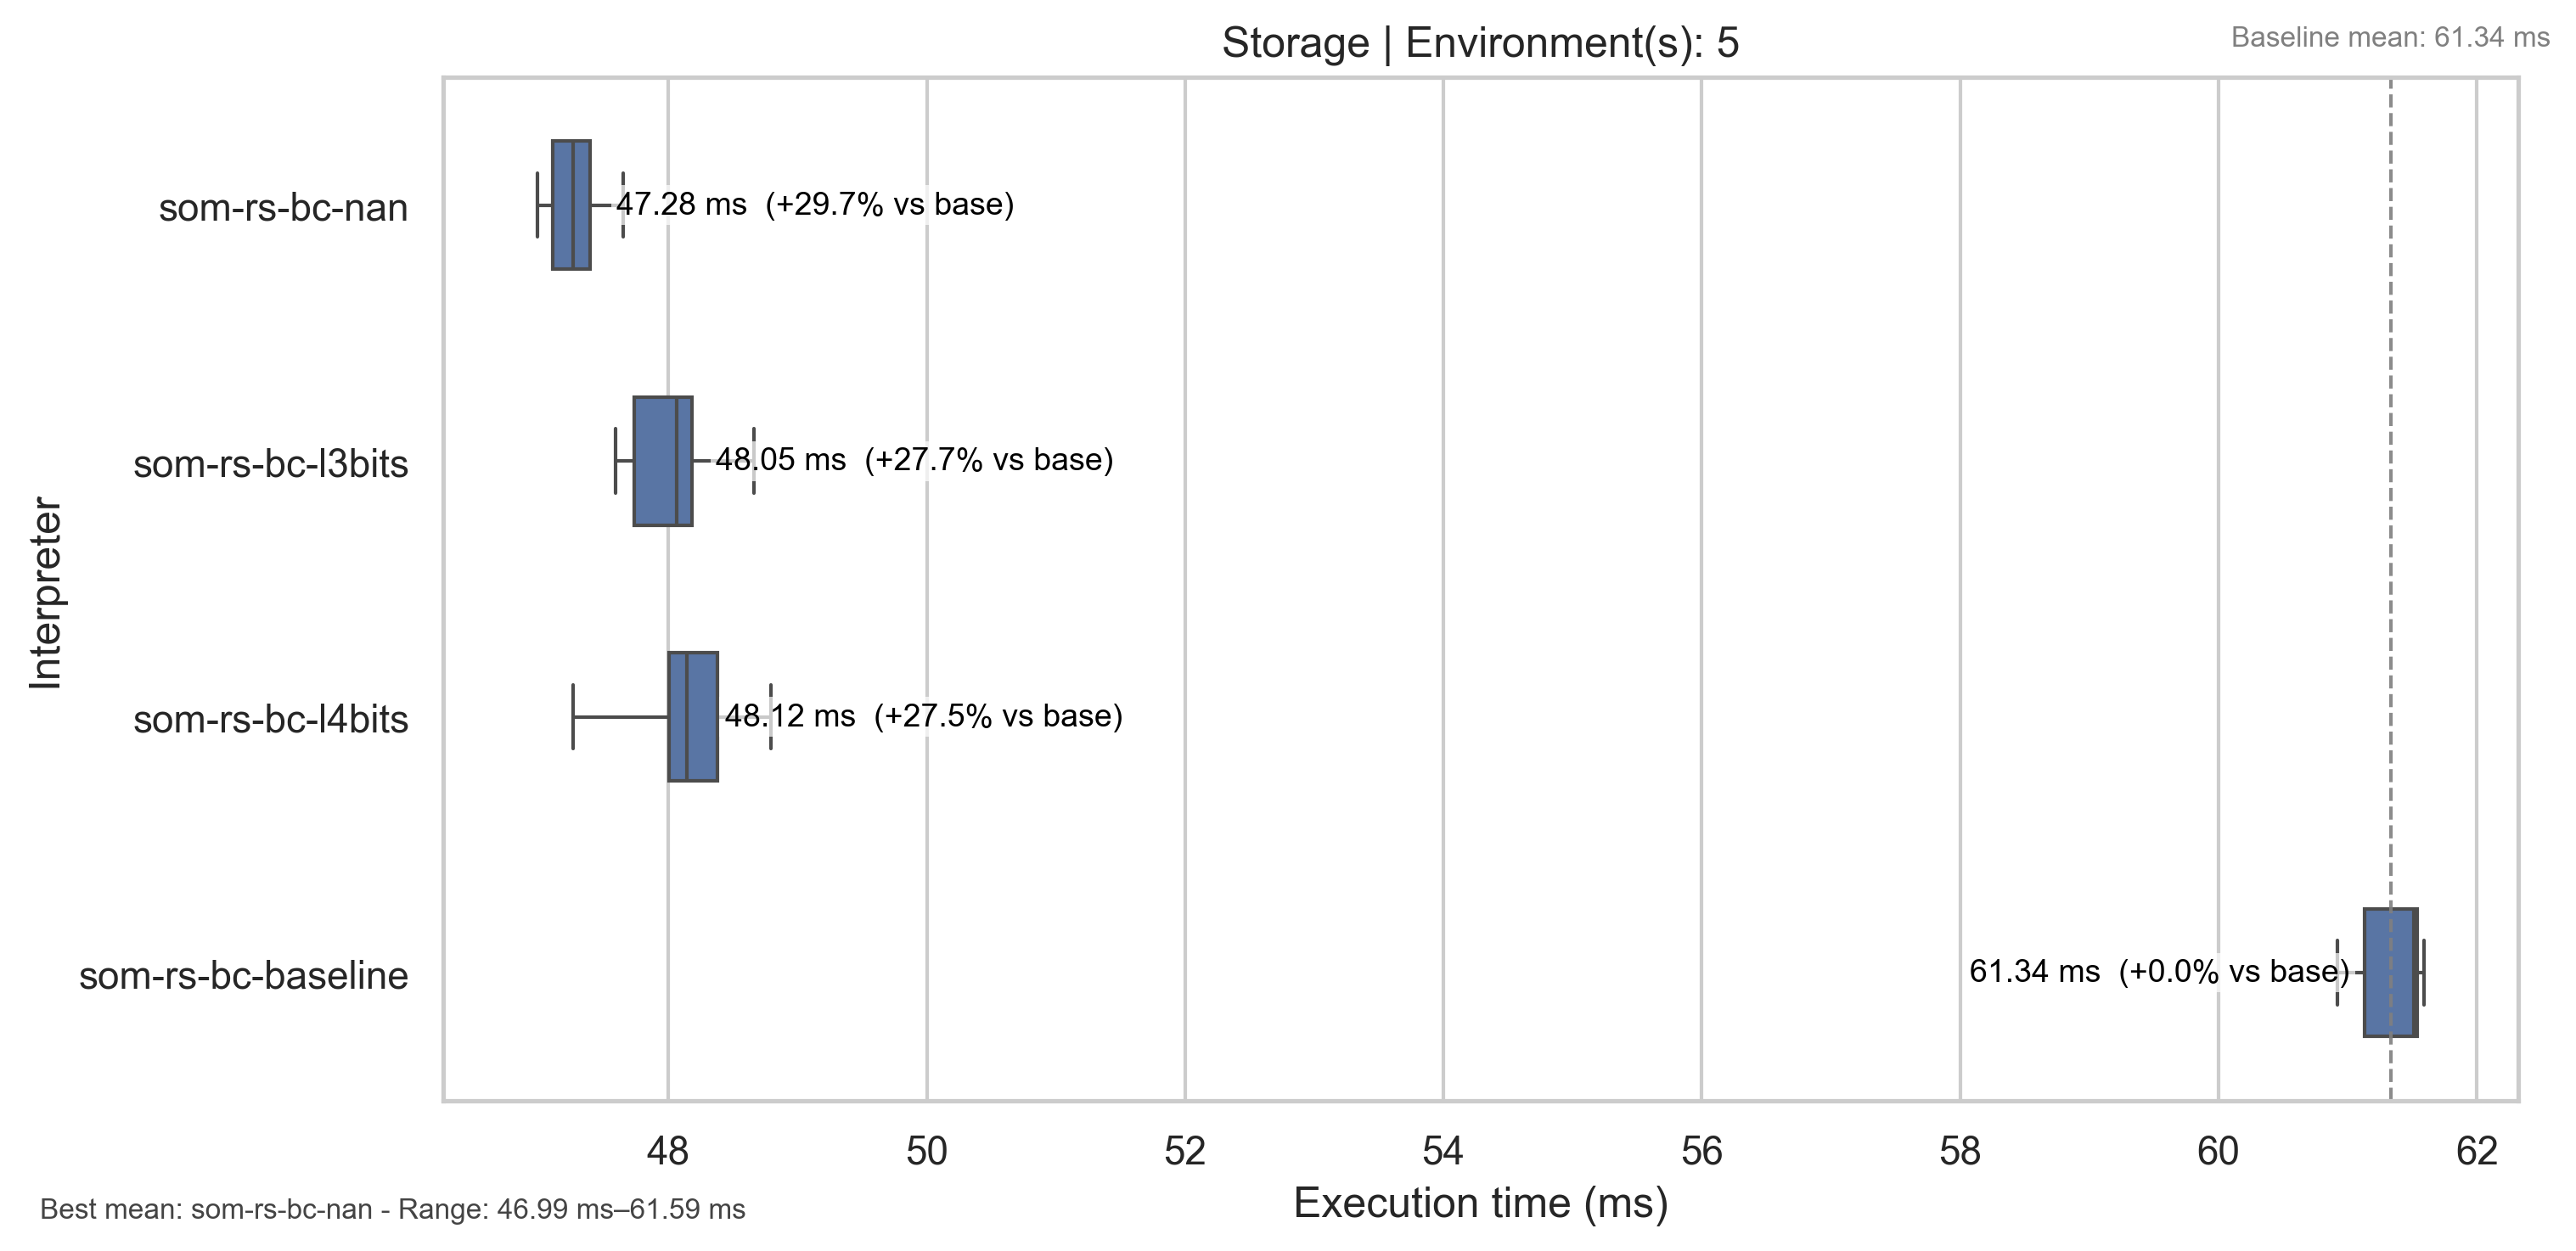 Storage | Environment(s): 5
Baseline mean: 61.34 ms
som-rs-bc-nan
47.28 ms  (+29.7% vs base)
som-rs-bc-l3bits
48.05 ms  (+27.7% vs base)
som-rs-bc-l4bits
48.12 ms  (+27.5% vs base)
som-rs-bc-baseline
61.34 ms  (+0.0% vs base)
Interpreter
48 50 52 54 56 58 60 62
Execution time (ms)
Best mean: som-rs-bc-nan - Range: 46.99 ms–61.59 ms